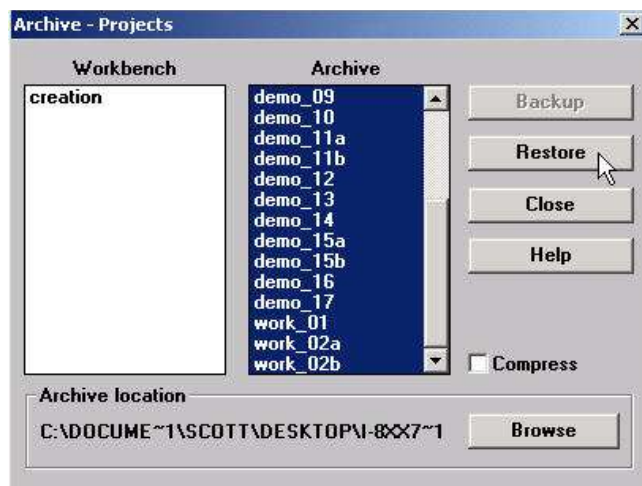 Archive - Projects
Workbench
Archive
creation
demo_09
demo_10
demo_11a
demo_11b
demo_12
demo_13
demo_14
demo_15a
demo_15b
demo_16
demo_17
work_01
work_02a
work_02b
Backup
Restore
Close
Help
Compress
Archive location
C:\DOCUME~1\SCOTT\DESKTOP\I-8XX7~1
Browse